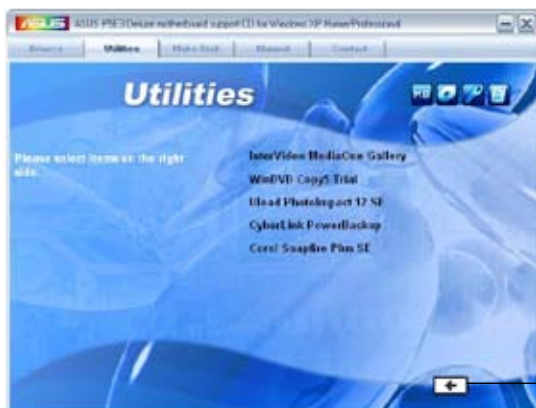 ASUS
ASUS P5E3 Deluxe motherboard support CD for Windows XP Home/Professional
Drivers Utilities Make Disk Manual Contact
Utilities
Please select items on the right
side.
InterVideo MediaOne Gallery
WinDVD Copy5 Trial
Ulead PhotoImpact 12 SE
CyberLink PowerBackup
Corel Snapfire Plus SE